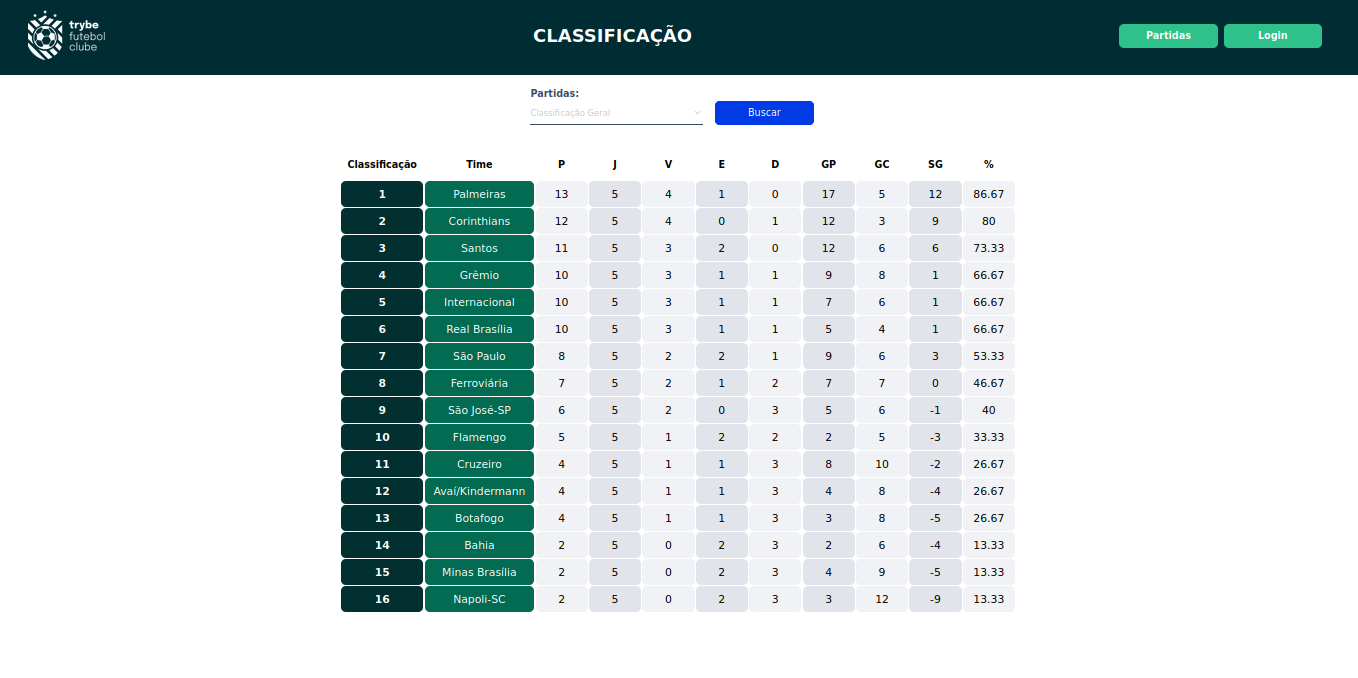 trybe
futebol
clube
CLASSIFICAÇÃO
Partidas
Login
Partidas:
Classificação Geral
Buscar
Classificação Time P J V E D GP GC SG %
1 Palmeiras 13 5 4 1 0 17 5 12 86.67
2 Corinthians 12 5 4 0 1 12 3 9 80
3 Santos 11 5 3 2 0 12 6 6 73.33
4 Grêmio 10 5 3 1 1 9 8 1 66.67
5 Internacional 10 5 3 1 1 7 6 1 66.67
6 Real Brasília 10 5 3 1 1 5 4 1 66.67
7 São Paulo 8 5 2 2 1 9 6 3 53.33
8 Ferroviária 7 5 2 1 2 7 7 0 46.67
9 São José-SP 6 5 2 0 3 5 6 -1 40
10 Flamengo 5 5 1 2 2 2 5 -3 33.33
11 Cruzeiro 4 5 1 1 3 8 10 -2 26.67
12 Avaí/Kindermann 4 5 1 1 3 4 8 -4 26.67
13 Botafogo 4 5 1 1 3 3 8 -5 26.67
14 Bahia 2 5 0 2 3 2 6 -4 13.33
15 Minas Brasília 2 5 0 2 3 4 9 -5 13.33
16 Napoli-SC 2 5 0 2 3 3 12 -9 13.33